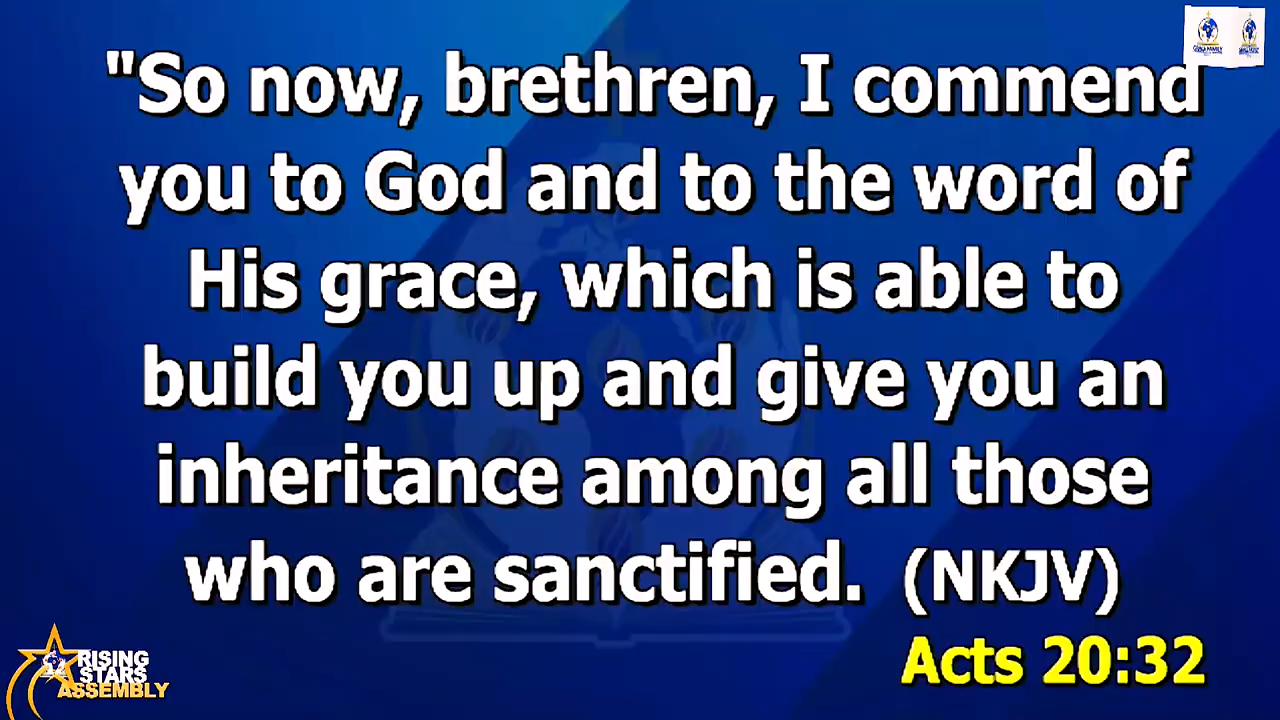 "So now, brethren, I commend
you to God and to the word of
His grace, which is able to
build you up and give you an
inheritance among all those
who are sanctified. (NKJV)
Acts 20:32
RISING
STARS
ASSEMBLY